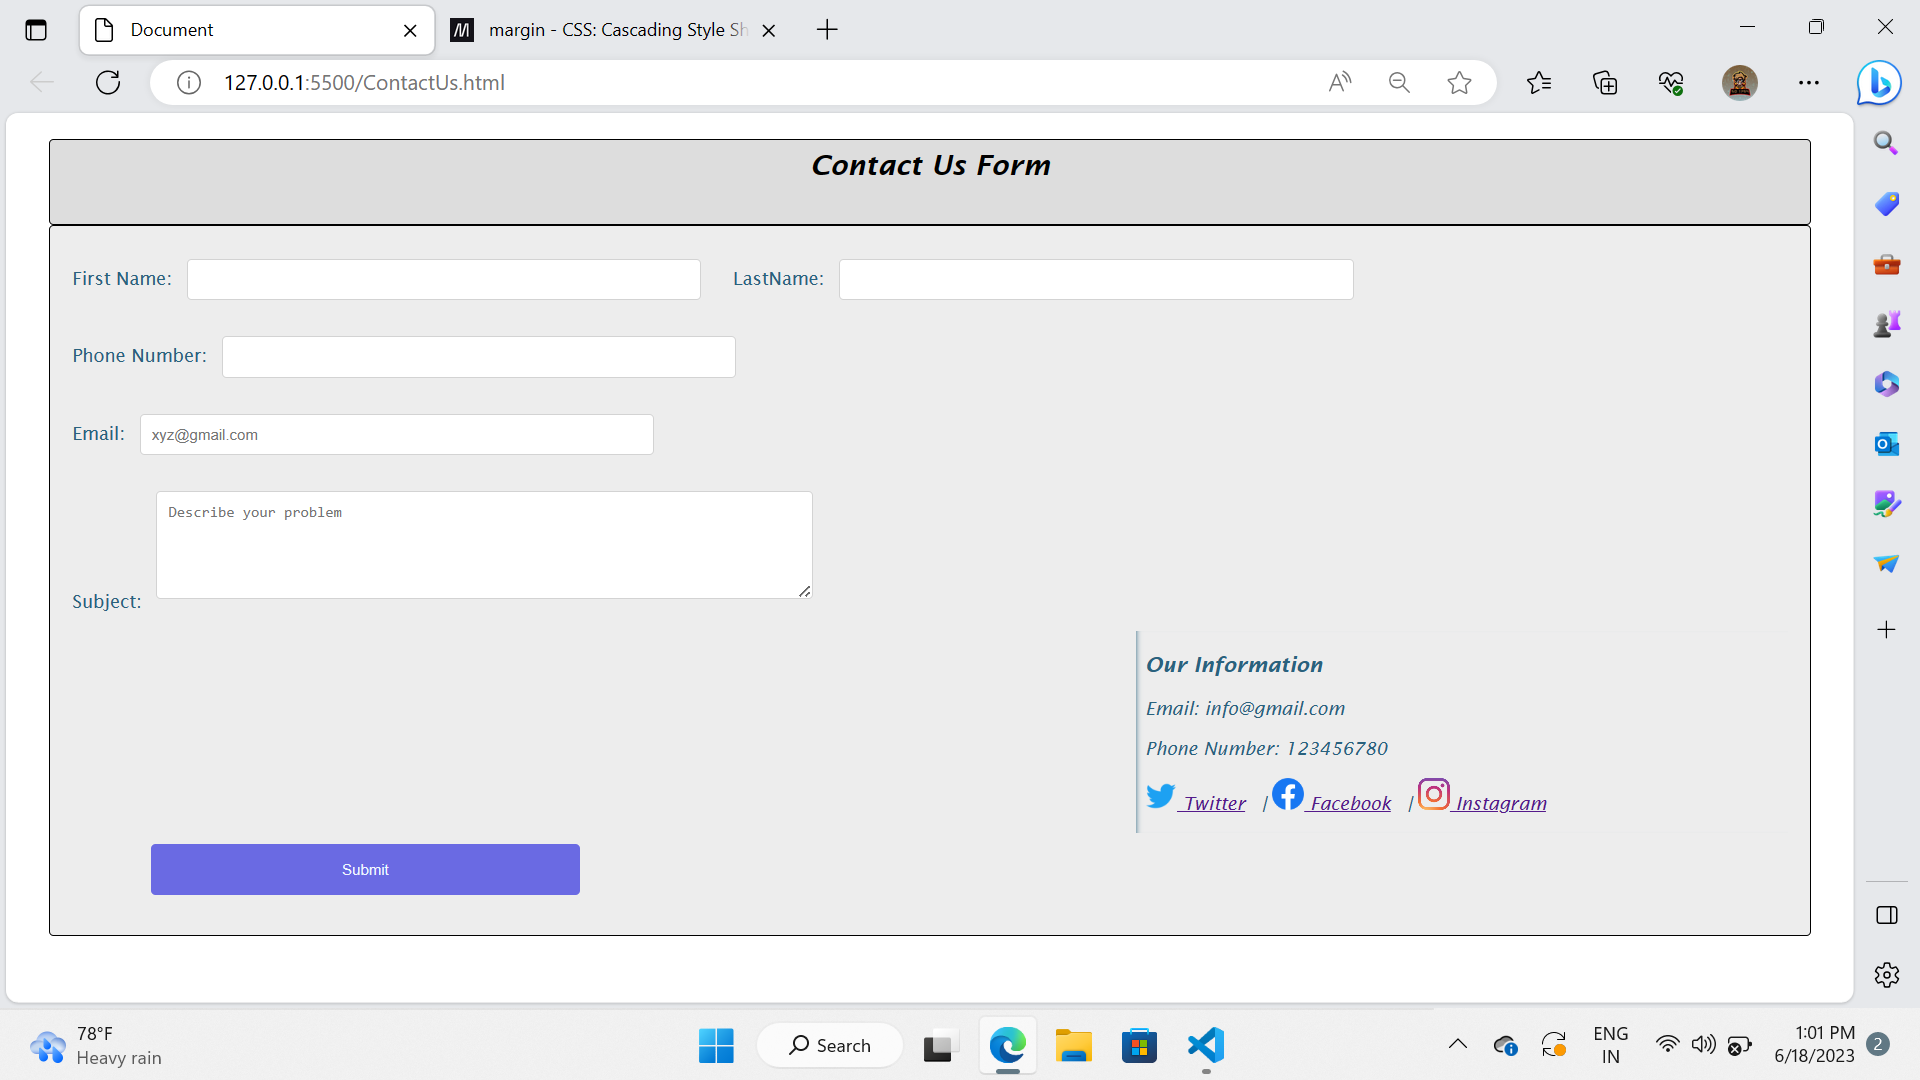 Document
margin - CSS: Cascading Style Sh
127.0.0.1:5500/ContactUs.html
Contact Us Form
First Name:
LastName:
Phone Number:
Email: xyz@gmail.com
Describe your problem
Subject:
Our Information
Email: info@gmail.com
Phone Number: 123456780
Twitter / Facebook / Instagram
Submit
78°F
Heavy rain
Search
ENG
IN
1:01 PM
6/18/2023
2